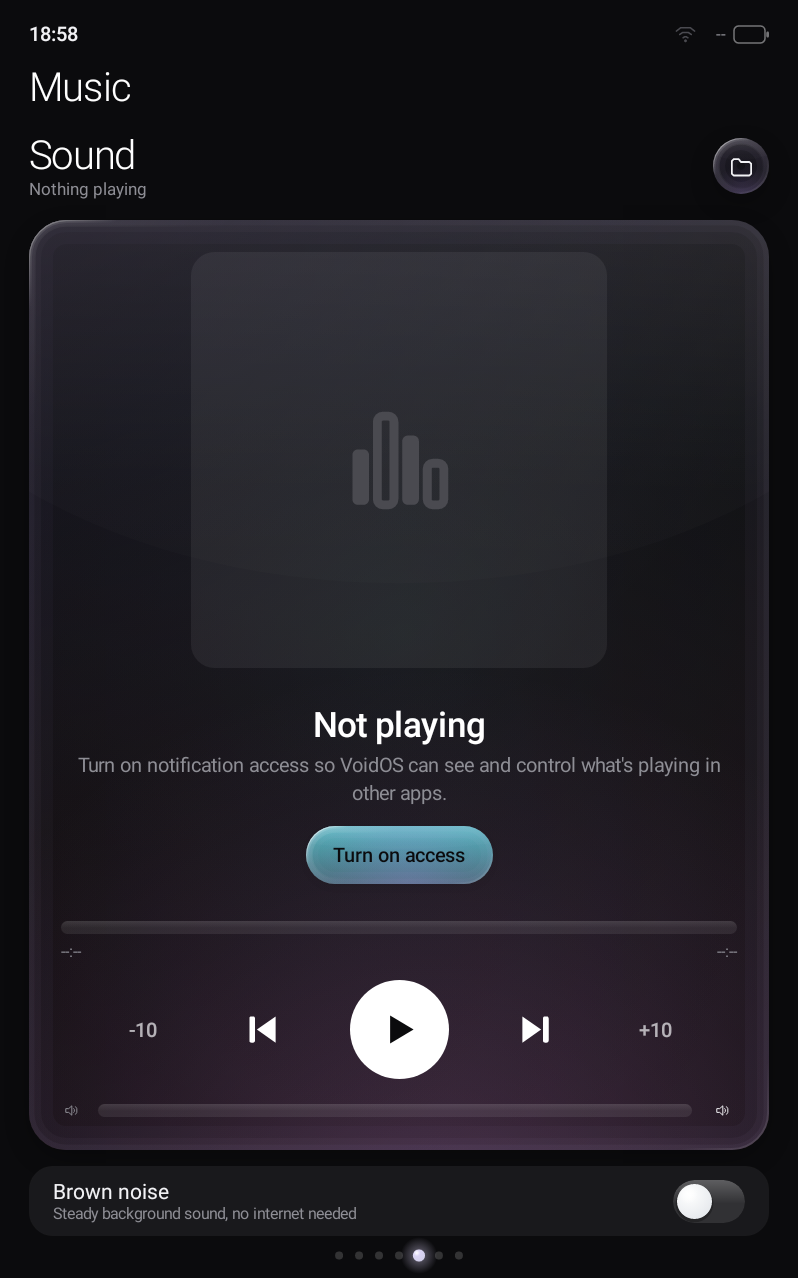 18:58
--
Music
Sound
Nothing playing
Not playing
Turn on notification access so VoidOS can see and control what's playing in
other apps.
Turn on access
--:--
--:--
-10
+10
Brown noise
Steady background sound, no internet needed